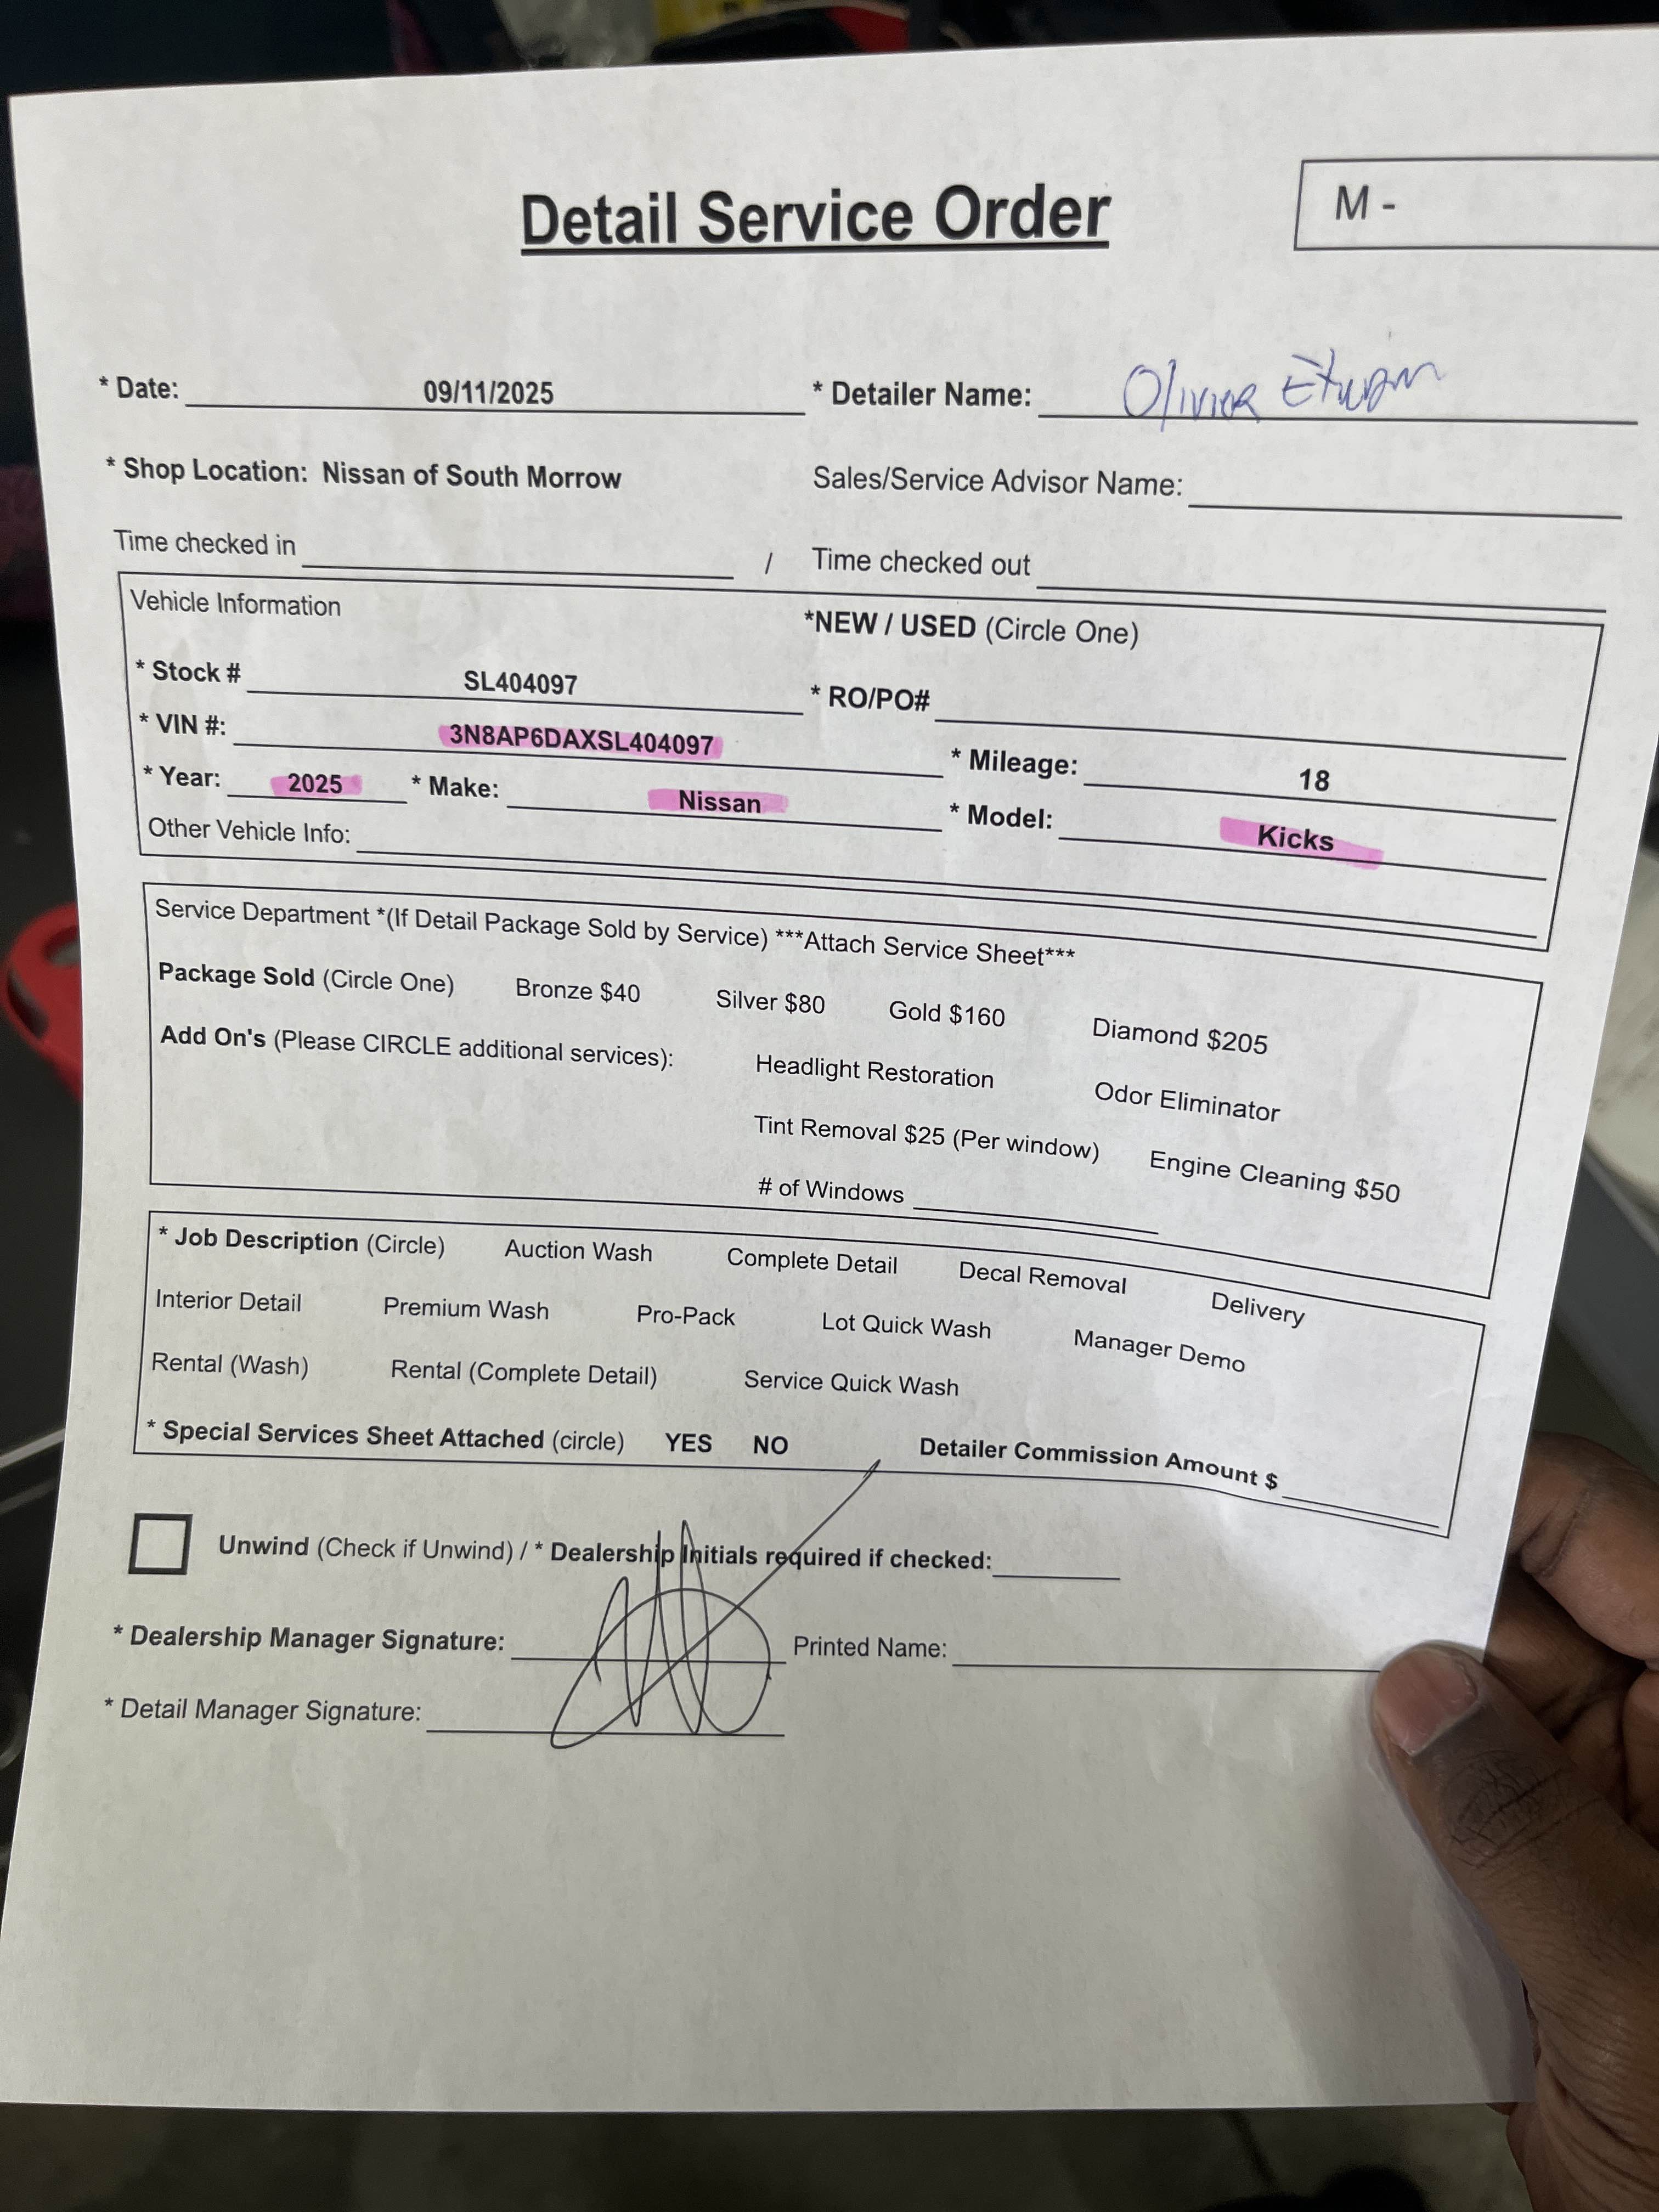 Detail Service Order
M -
* Date: 09/11/2025 * Detailer Name: Olivier
* Shop Location: Nissan of South Morrow Sales/Service Advisor Name:
Time checked in / Time checked out
Vehicle Information *NEW / USED (Circle One)
* Stock # SL404097 * RO/PO#
* VIN #: 3N8AP6DAXSL404097 * Mileage: 18
* Year: 2025 * Make: Nissan * Model: Kicks
Other Vehicle Info:
Service Department *(If Detail Package Sold by Service) ***Attach Service Sheet***
Package Sold (Circle One) Bronze $40 Silver $80 Gold $160 Diamond $205
Add On's (Please CIRCLE additional services): Headlight Restoration Odor Eliminator
Tint Removal $25 (Per window) Engine Cleaning $50
# of Windows
* Job Description (Circle) Auction Wash Complete Detail Decal Removal Delivery
Interior Detail Premium Wash Pro-Pack Lot Quick Wash Manager Demo
Rental (Wash) Rental (Complete Detail) Service Quick Wash
* Special Services Sheet Attached (circle) YES NO Detailer Commission Amount $
Unwind (Check if Unwind) / * Dealership Initials required if checked:
* Dealership Manager Signature: Printed Name:
* Detail Manager Signature: